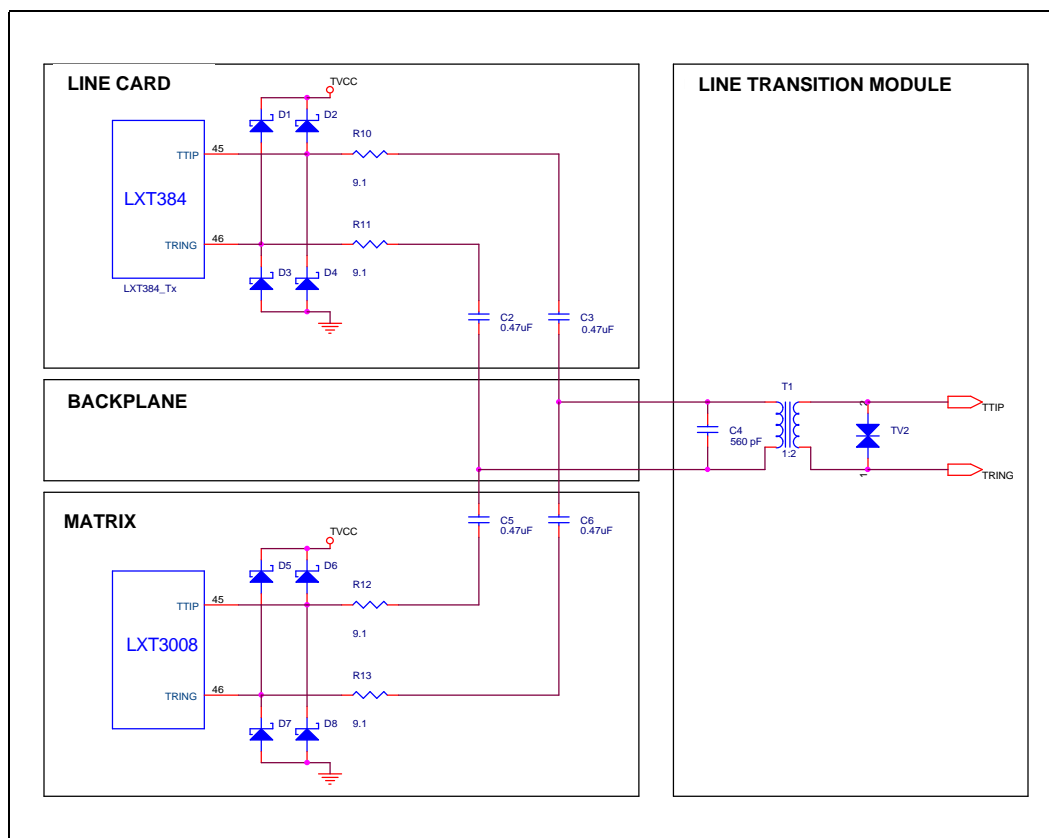 LINE CARD
TVCC
D1
D2
R10
45
TTIP
9.1
LXT384
R11
46
TRING
D3
D4
9.1
LXT384_Tx
C2
0.47uF
C3
0.47uF
BACKPLANE
MATRIX
TVCC
C5
0.47uF
C6
0.47uF
D5
D6
R12
45
TTIP
9.1
LXT3008
R13
46
TRING
D7
D8
9.1
LINE TRANSITION MODULE
T1
2
TTIP
C4
560 pF
TV2
1:2
1
TRING